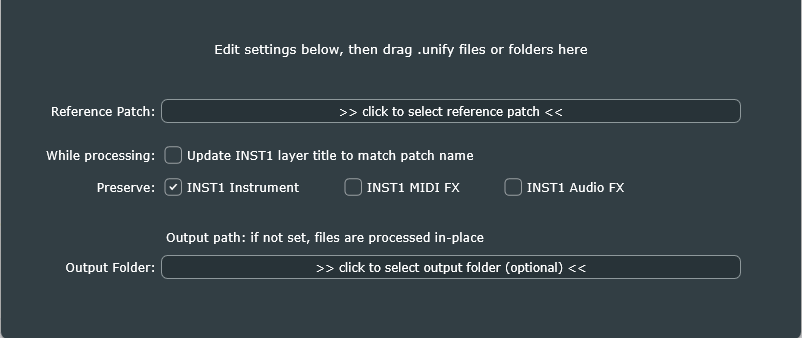 Edit settings below, then drag .unify files or folders here
Reference Patch: >> click to select reference patch <<
While processing: Update INST1 layer title to match patch name
Preserve: INST1 Instrument INST1 MIDI FX INST1 Audio FX
Output path: if not set, files are processed in-place
Output Folder: >> click to select output folder (optional) <<